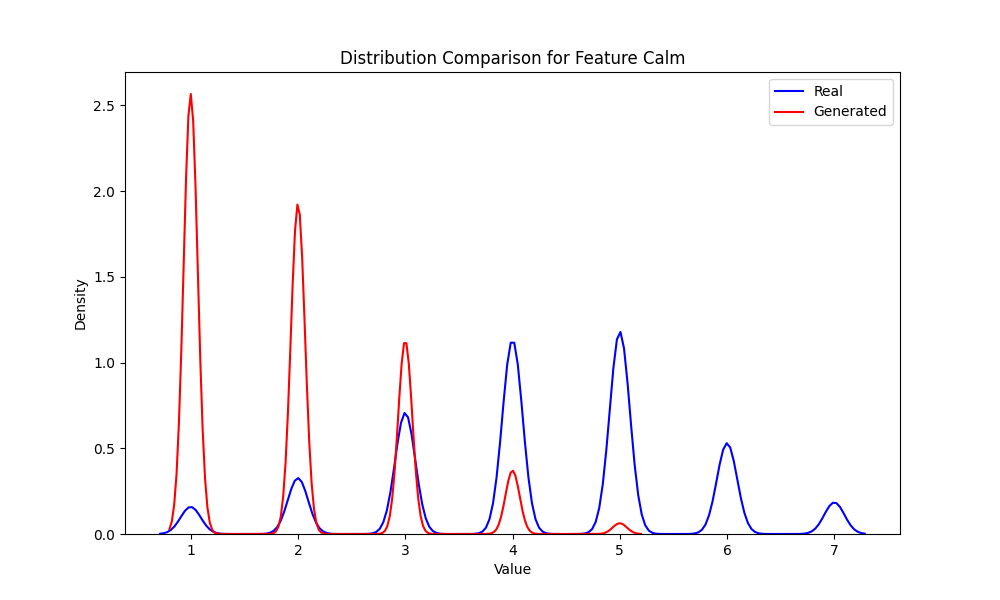 Distribution Comparison for Feature Calm
Real
Generated
Density
2.5
2.0
1.5
1.0
0.5
0.0
1 2 3 4 5 6 7
Value